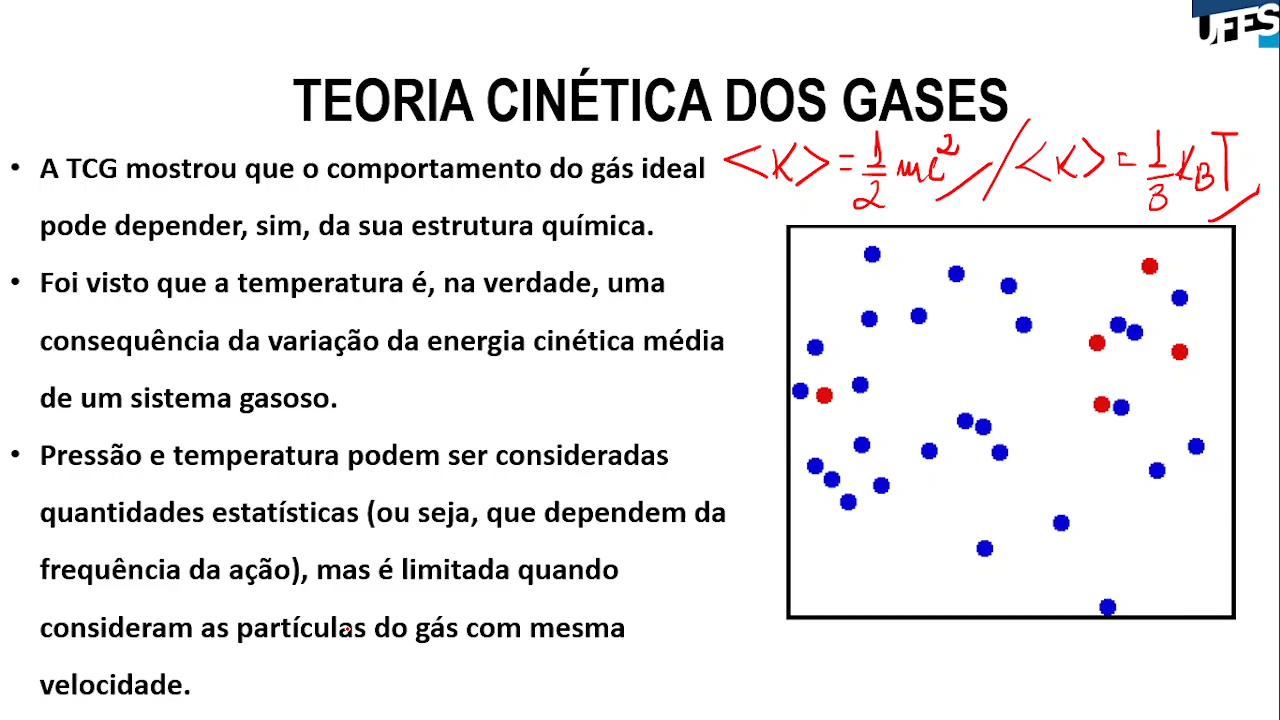 UFES
TEORIA CINÉTICA DOS GASES
• A TCG mostrou que o comportamento do gás ideal
pode depender, sim, da sua estrutura química.
• Foi visto que a temperatura é, na verdade, uma
consequência da variação da energia cinética média
de um sistema gasoso.
• Pressão e temperatura podem ser consideradas
quantidades estatísticas (ou seja, que dependem da
frequência da ação), mas é limitada quando
consideram as partículas do gás com mesma
velocidade.
<K> = 1/2 mc² / <K> = 1/3 K_B T